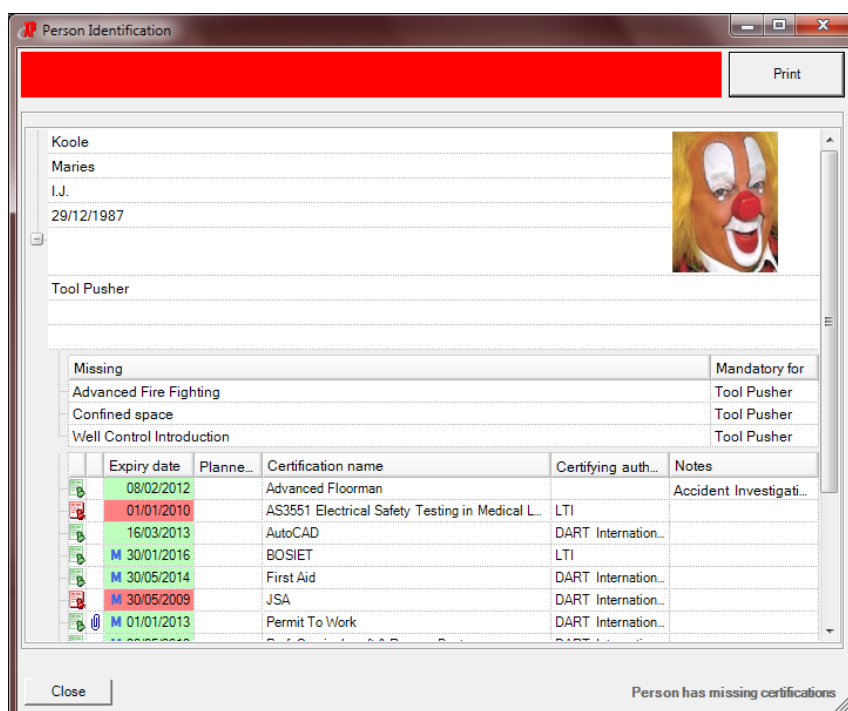 Person Identification
Print
Koole
Maries
I.J.
29/12/1987
Tool Pusher
Missing Mandatory for
Advanced Fire Fighting Tool Pusher
Confined space Tool Pusher
Well Control Introduction Tool Pusher
Expiry date Planne... Certification name Certifying auth... Notes
08/02/2012 Advanced Floorman Accident Investigati...
01/01/2010 AS3551 Electrical Safety Testing in Medical L... LTI
16/03/2013 AutoCAD DART Internation...
M 30/01/2016 BOSIET LTI
M 30/05/2014 First Aid DART Internation...
M 30/05/2009 JSA DART Internation...
M 01/01/2013 Permit To Work DART Internation...
Close Person has missing certifications